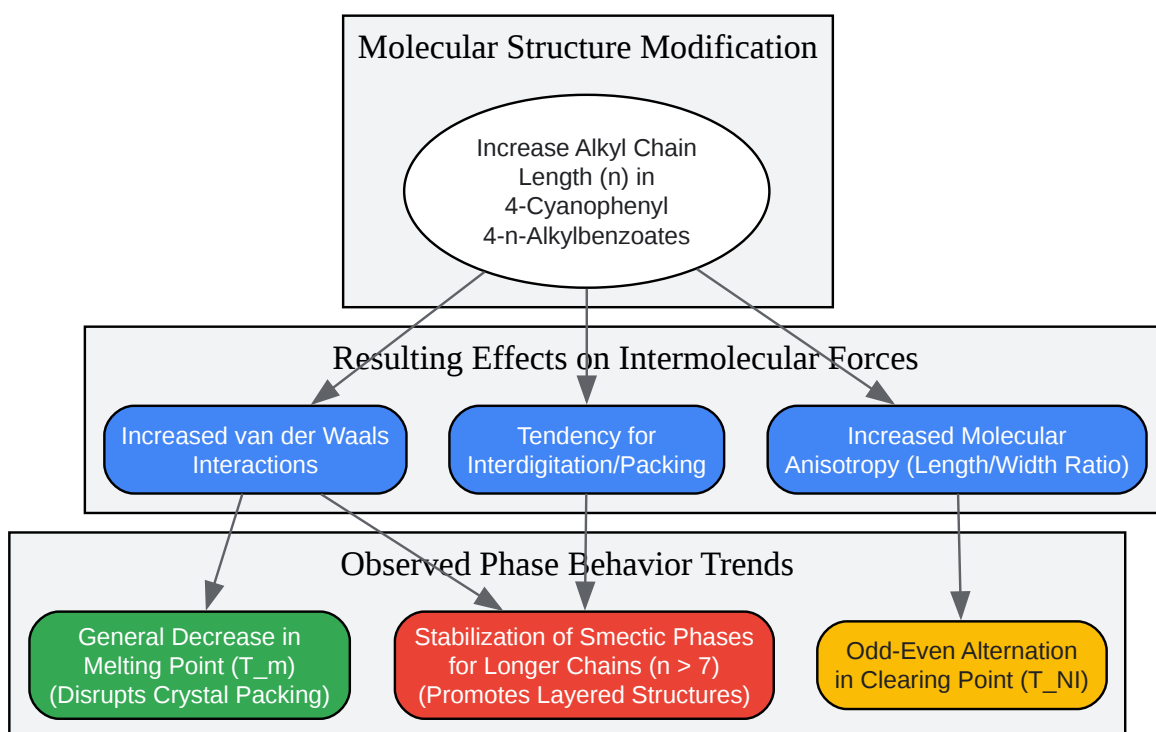 Molecular Structure Modification
Increase Alkyl Chain
Length (n) in
4-Cyanophenyl
4-n-Alkylbenzoates
Resulting Effects on Intermolecular Forces
Increased van der Waals
Interactions
Tendency for
Interdigitation/Packing
Increased Molecular
Anisotropy (Length/Width Ratio)
Observed Phase Behavior Trends
General Decrease in
Melting Point (T_m)
(Disrupts Crystal Packing)
Stabilization of Smectic Phases
for Longer Chains (n > 7)
(Promotes Layered Structures)
Odd-Even Alternation
in Clearing Point (T_NI)